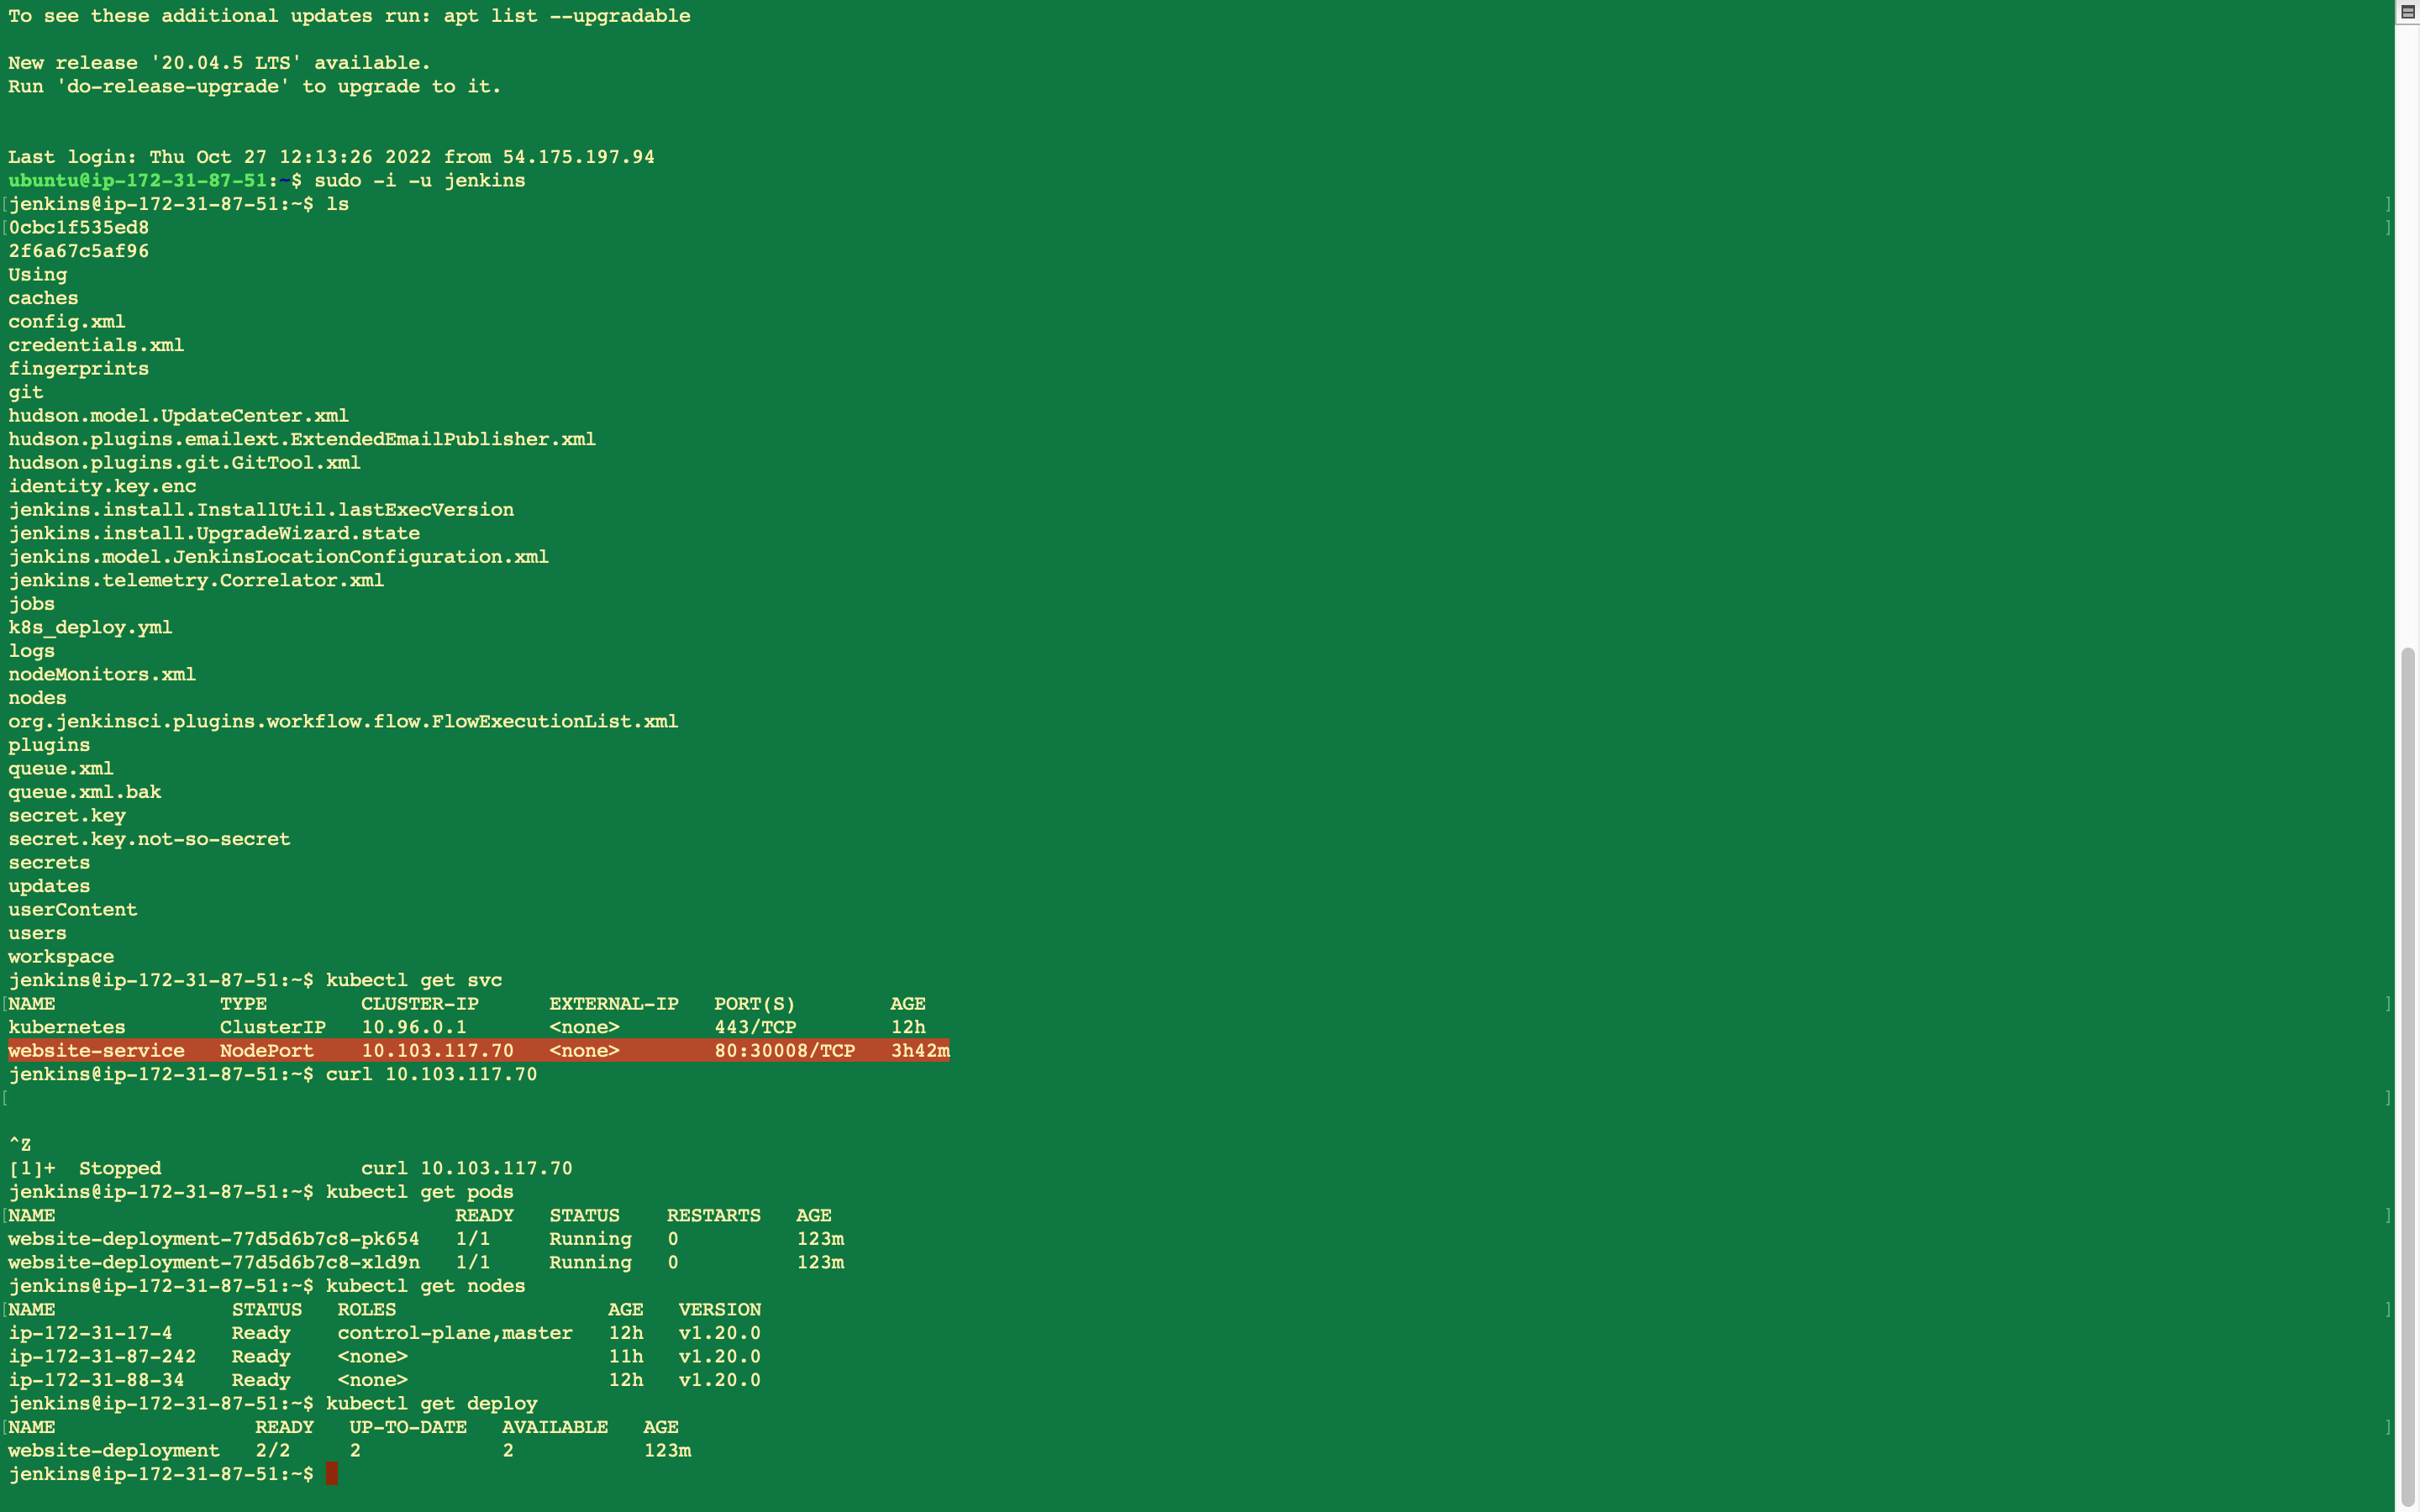 To see these additional updates run: apt list --upgradable
New release '20.04.5 LTS' available.
Run 'do-release-upgrade' to upgrade to it.
Last login: Thu Oct 27 12:13:26 2022 from 54.175.197.94
ubuntu@ip-172-31-87-51:~$ sudo -i -u jenkins
[jenkins@ip-172-31-87-51:~$ ls ]
[0cbc1f535ed8 ]
2f6a67c5af96
Using
caches
config.xml
credentials.xml
fingerprints
git
hudson.model.UpdateCenter.xml
hudson.plugins.emailext.ExtendedEmailPublisher.xml
hudson.plugins.git.GitTool.xml
identity.key.enc
jenkins.install.InstallUtil.lastExecVersion
jenkins.install.UpgradeWizard.state
jenkins.model.JenkinsLocationConfiguration.xml
jenkins.telemetry.Correlator.xml
jobs
k8s_deploy.yml
logs
nodeMonitors.xml
nodes
org.jenkinsci.plugins.workflow.flow.FlowExecutionList.xml
plugins
queue.xml
queue.xml.bak
secret.key
secret.key.not-so-secret
secrets
updates
userContent
users
workspace
jenkins@ip-172-31-87-51:~$ kubectl get svc
[NAME TYPE CLUSTER-IP EXTERNAL-IP PORT(S) AGE ]
kubernetes ClusterIP 10.96.0.1 <none> 443/TCP 12h
website-service NodePort 10.103.117.70 <none> 80:30008/TCP 3h42m
jenkins@ip-172-31-87-51:~$ curl 10.103.117.70
[ ]
^Z
[1]+ Stopped curl 10.103.117.70
jenkins@ip-172-31-87-51:~$ kubectl get pods
[NAME READY STATUS RESTARTS AGE ]
website-deployment-77d5d6b7c8-pk654 1/1 Running 0 123m
website-deployment-77d5d6b7c8-xld9n 1/1 Running 0 123m
jenkins@ip-172-31-87-51:~$ kubectl get nodes
[NAME STATUS ROLES AGE VERSION ]
ip-172-31-17-4 Ready control-plane,master 12h v1.20.0
ip-172-31-87-242 Ready <none> 11h v1.20.0
ip-172-31-88-34 Ready <none> 12h v1.20.0
jenkins@ip-172-31-87-51:~$ kubectl get deploy
[NAME READY UP-TO-DATE AVAILABLE AGE ]
website-deployment 2/2 2 2 123m
jenkins@ip-172-31-87-51:~$